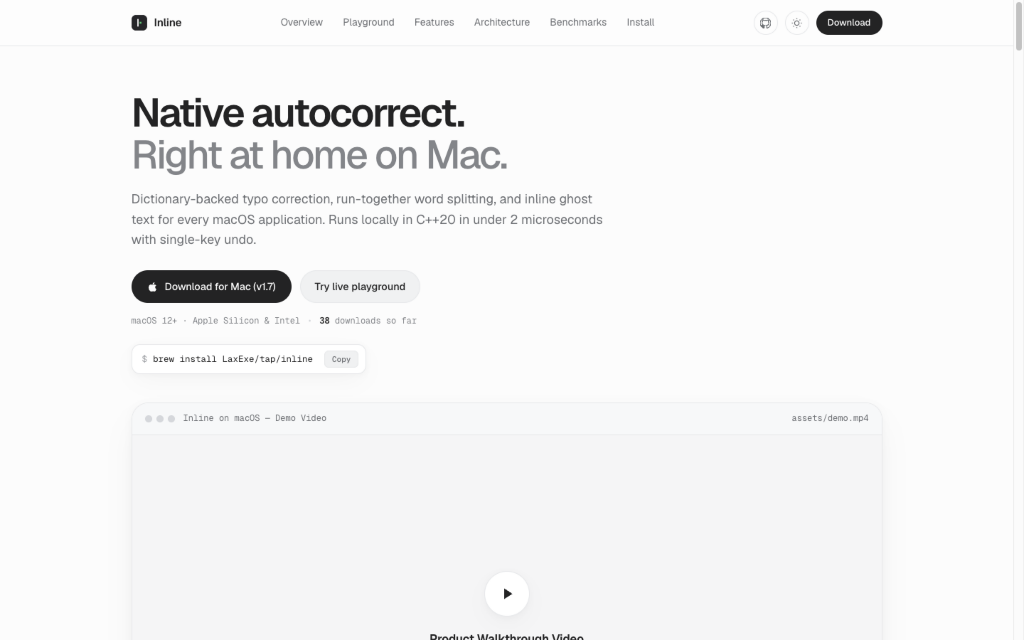 Inline
Overview
Playground
Features
Architecture
Benchmarks
Install
Download
Native autocorrect.
Right at home on Mac.
Dictionary-backed typo correction, run-together word splitting, and inline ghost
text for every macOS application. Runs locally in C++20 in under 2 microseconds
with single-key undo.
Download for Mac (v1.7)
Try live playground
macOS 12+ · Apple Silicon & Intel · 38 downloads so far
$ brew install LaxExe/tap/inline
Copy
Inline on macOS — Demo Video
assets/demo.mp4
Product Walkthrough Video